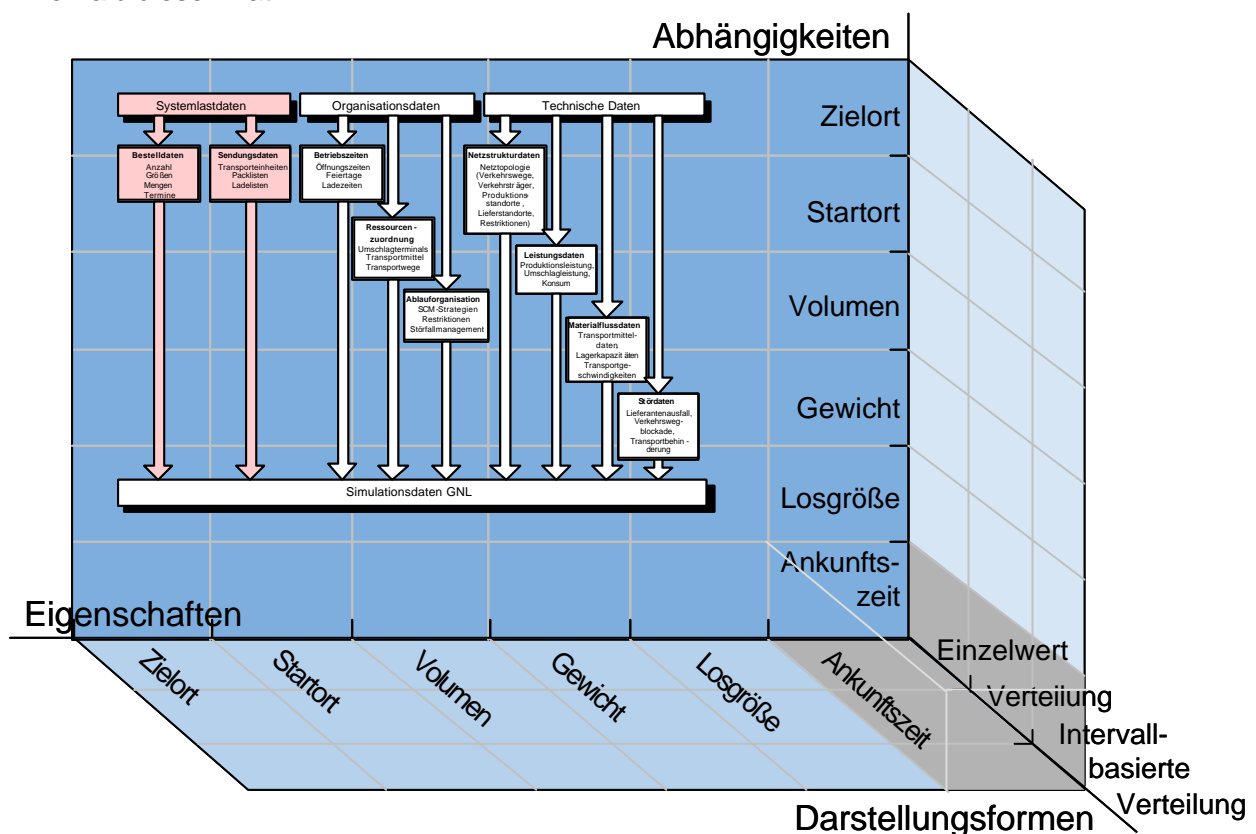 Abhängigkeiten
Systemlastdaten
Organisationsdaten
Technische Daten
Zielort
Bestelldaten
Anzahl
Größen
Mengen
Termine
Sendungsdaten
Transporteinheiten
Packlisten
Ladelisten
Betriebszeiten
Öffnungszeiten
Feiertage
Ladezeiten
Netzstrukturdaten
Netztopologie
(Verkehrswege,
Verkehrsträger,
Produktions
standorte ,
Lieferstandorte,
Restriktionen)
Startort
Ressourcen -
zuordnung
Umschlagterminals
Transportmittel
Transportwege
Leistungsdaten
Produktionsleistung,
Umschlagleistung,
Konsum
Volumen
Ablauforganisation
SCM-Strategien
Restriktionen
Störfallmanagement
Materialflussdaten
Transportmittel-
daten,
Lagerkapazitäten
Transportge-
schwindigkeiten
Gewicht
Stördaten
Lieferantenausfall,
Verkehrsweg-
blockade,
Transportbehin -
derung
Simulationsdaten GNL
Losgröße
Ankunfts-
zeit
Eigenschaften
Zielort
Startort
Volumen
Gewicht
Losgröße
Ankunftszeit
Einzelwert
Verteilung
Intervall-
basierte
Verteilung
Darstellungsformen